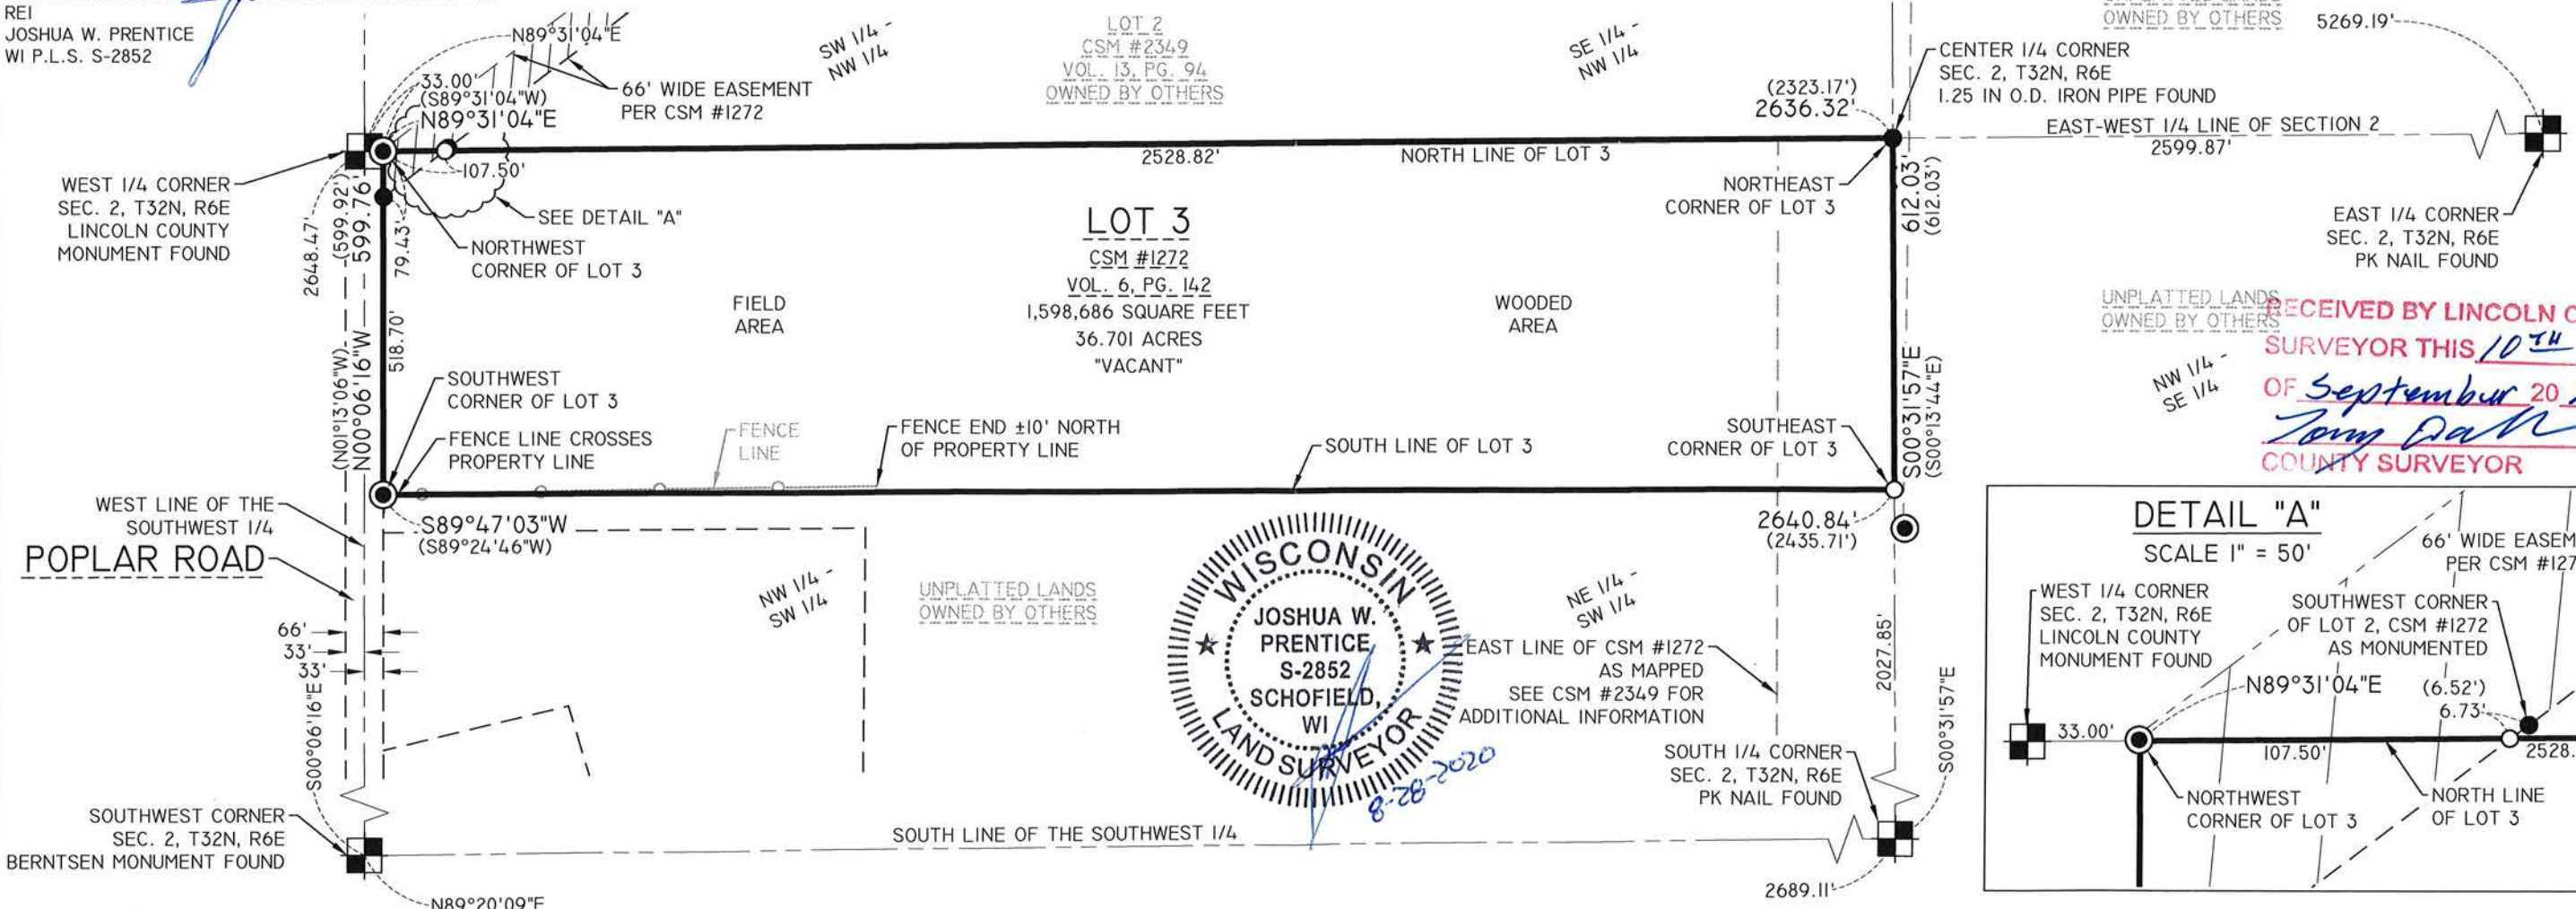 REI
JOSHUA W. PRENTICE
WI P.L.S. S-2852
N89°31'04"E
33.00'
(S89°31'04"W)
N89°31'04"E
66' WIDE EASEMENT
PER CSM #1272
SW 1/4 -
NW 1/4
LOT 2
CSM #2349
VOL. 13, PG. 94
OWNED BY OTHERS
SE 1/4 -
NW 1/4
(2323.17')
2636.32'
CENTER 1/4 CORNER
SEC. 2, T32N, R6E
1.25 IN O.D. IRON PIPE FOUND
OWNED BY OTHERS
5269.19'
EAST-WEST 1/4 LINE OF SECTION 2
2599.87'
WEST 1/4 CORNER
SEC. 2, T32N, R6E
LINCOLN COUNTY
MONUMENT FOUND
107.50'
2528.82'
NORTH LINE OF LOT 3
SEE DETAIL "A"
NORTHWEST
CORNER OF LOT 3
2648.47'
(599.92')
599.76'
79.43'
518.70'
(N01°13'06"W)
N00°06'16"W
LOT 3
CSM #1272
VOL. 6, PG. 142
1,598,686 SQUARE FEET
36.701 ACRES
"VACANT"
FIELD
AREA
WOODED
AREA
NORTHEAST
CORNER OF LOT 3
612.03'
(612.03')
S00°31'57"E
(S00°13'44"E)
EAST 1/4 CORNER
SEC. 2, T32N, R6E
PK NAIL FOUND
UNPLATTED LANDS
OWNED BY OTHERS
NW 1/4 -
SE 1/4
RECEIVED BY LINCOLN
SURVEYOR THIS 10TH
OF September 20
COUNTY SURVEYOR
SOUTHWEST
CORNER OF LOT 3
FENCE LINE CROSSES
PROPERTY LINE
FENCE
LINE
FENCE END ±10' NORTH
OF PROPERTY LINE
SOUTH LINE OF LOT 3
SOUTHEAST
CORNER OF LOT 3
WEST LINE OF THE
SOUTHWEST 1/4
POPLAR ROAD
S89°47'03"W
(S89°24'46"W)
2640.84'
(2435.71')
NW 1/4 -
SW 1/4
UNPLATTED LANDS
OWNED BY OTHERS
WISCONSIN
JOSHUA W.
PRENTICE
S-2852
SCHOFIELD,
WI
LAND SURVEYOR
8-28-2020
NE 1/4 -
SW 1/4
EAST LINE OF CSM #1272
AS MAPPED
SEE CSM #2349 FOR
ADDITIONAL INFORMATION
2027.85'
S00°31'57"E
66'
33'
33'
S00°06'16"E
SOUTHWEST CORNER
SEC. 2, T32N, R6E
BERNTSEN MONUMENT FOUND
N89°20'09"E
SOUTH LINE OF THE SOUTHWEST 1/4
SOUTH 1/4 CORNER
SEC. 2, T32N, R6E
PK NAIL FOUND
2689.11'
DETAIL "A"
SCALE 1" = 50'
WEST 1/4 CORNER
SEC. 2, T32N, R6E
LINCOLN COUNTY
MONUMENT FOUND
66' WIDE EASEM
PER CSM #127
SOUTHWEST CORNER
OF LOT 2, CSM #1272
AS MONUMENTED
N89°31'04"E
(6.52')
6.73'
33.00'
107.50'
2528.
NORTHWEST
CORNER OF LOT 3
NORTH LINE
OF LOT 3